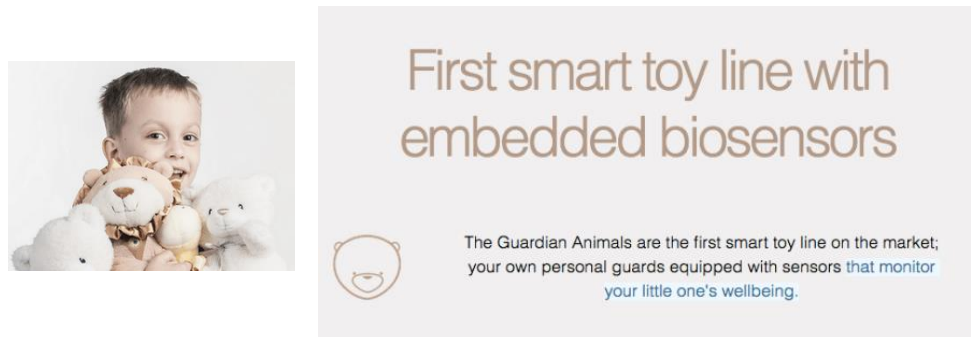 First smart toy line with
embedded biosensors
The Guardian Animals are the first smart toy line on the market;
your own personal guards equipped with sensors that monitor
your little one's wellbeing.